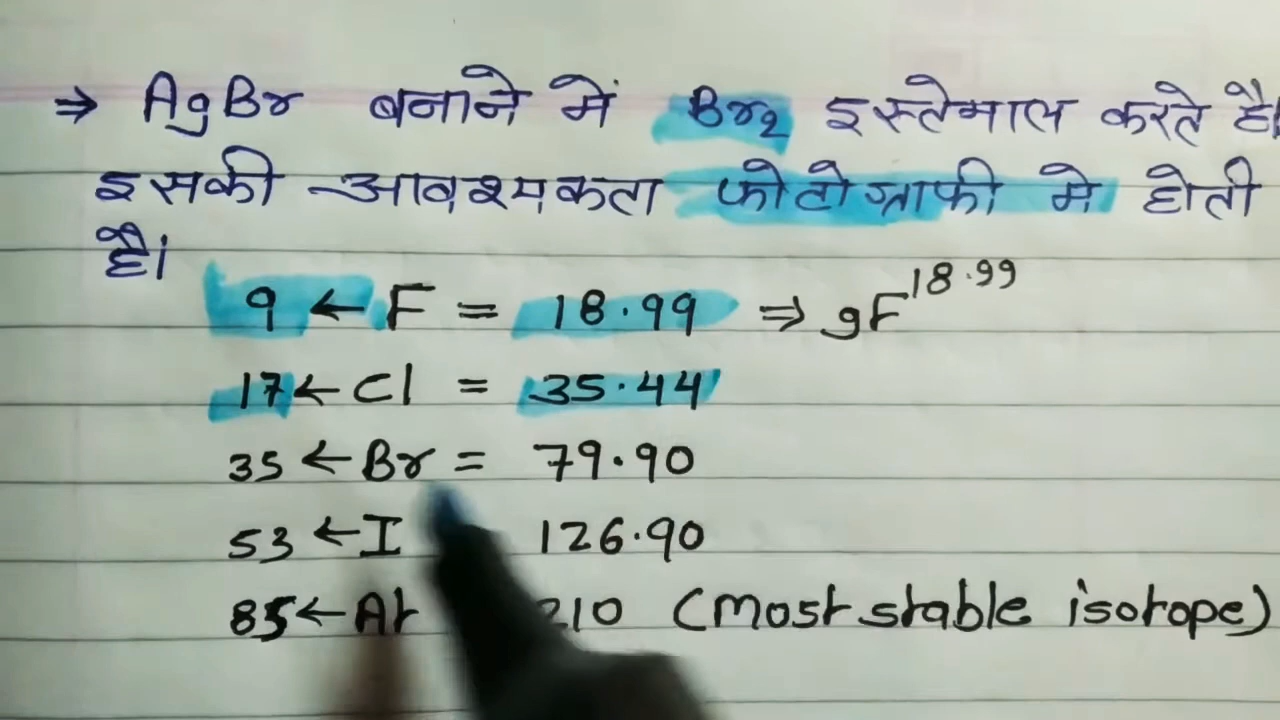 ⇒ AgBr बनाने में Br₂ इस्तेमाल करते है।
इसकी आवश्यकता फोटोग्राफी मे होती
है।
9 ← F = 18.99 ⇒ 9F^18.99
17 ← Cl = 35.44
35 ← Br = 79.90
53 ← I 126.90
85 ← At 210 (Most stable isotope)